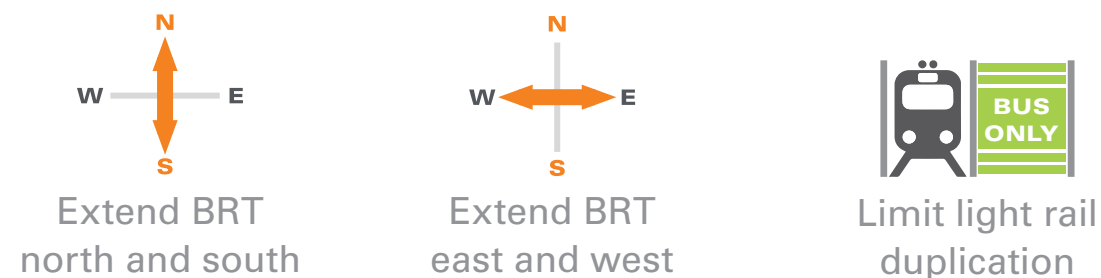 N
W E
S
Extend BRT
north and south
N
W E
S
Extend BRT
east and west
BUS
ONLY
Limit light rail
duplication